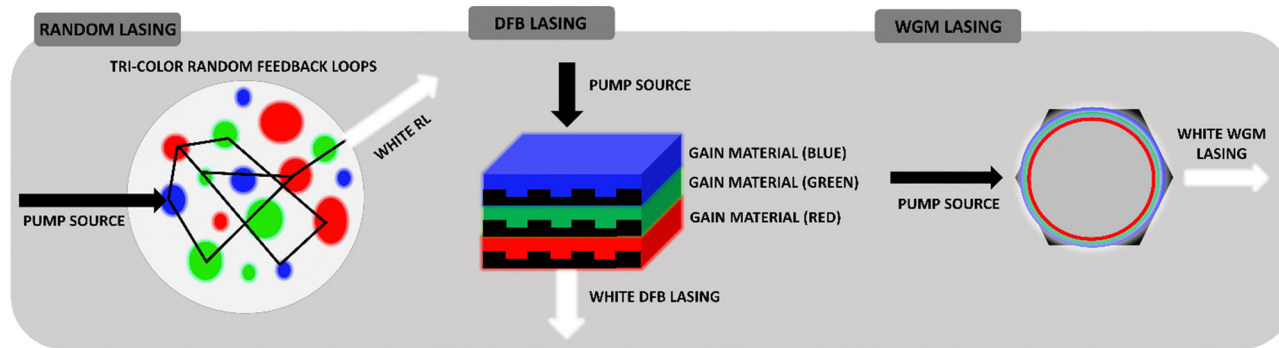 RANDOM LASING
TRI-COLOR RANDOM FEEDBACK LOOPS
WHITE RL
PUMP SOURCE
DFB LASING
PUMP SOURCE
GAIN MATERIAL (BLUE)
GAIN MATERIAL (GREEN)
GAIN MATERIAL (RED)
WHITE DFB LASING
WGM LASING
PUMP SOURCE
WHITE WGM
LASING